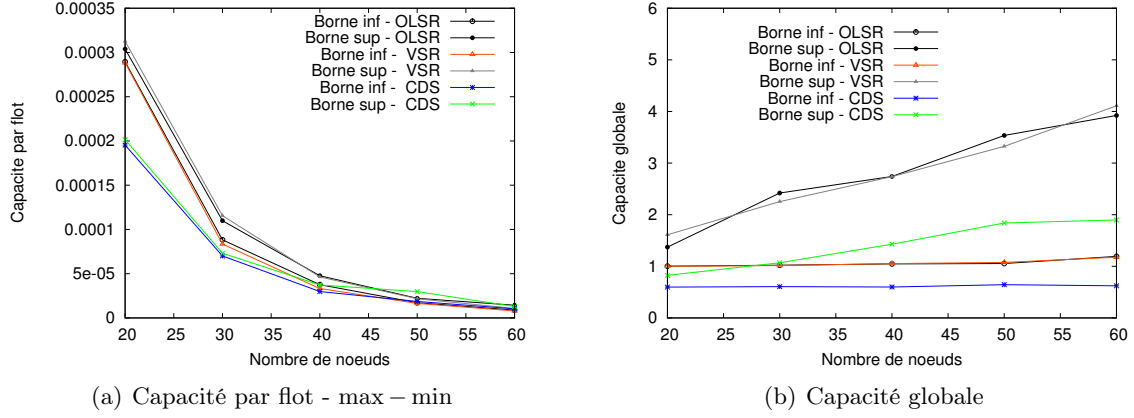 0.00035
0.0003
0.00025
0.0002
0.00015
0.0001
5e-05
0
20 25 30 35 40 45 50 55 60
Capacite par flot
Nombre de noeuds
Borne inf - OLSR
Borne sup - OLSR
Borne inf - VSR
Borne sup - VSR
Borne inf - CDS
Borne sup - CDS
(a) Capacité par flot - max − min
6
5
4
3
2
1
0
20 25 30 35 40 45 50 55 60
Capacite globale
Nombre de noeuds
Borne inf - OLSR
Borne sup - OLSR
Borne inf - VSR
Borne sup - VSR
Borne inf - CDS
Borne sup - CDS
(b) Capacité globale